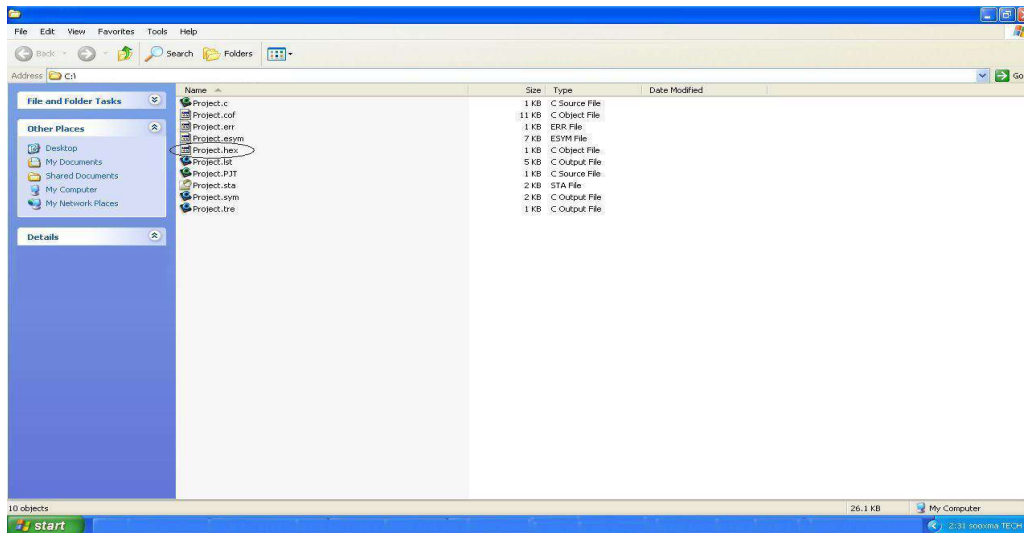 File Edit View Favorites Tools Help
Back Search Folders
Address C:\ Go
Name Size Type Date Modified
File and Folder Tasks
Other Places
Desktop
My Documents
Shared Documents
My Computer
My Network Places
Details
Project.c 1 KB C Source File
Project.cof 11 KB C Object File
Project.err 1 KB ERR File
Project.esym 7 KB ESYM File
Project.hex 1 KB C Object File
Project.lst 5 KB C Output File
Project.PJT 1 KB C Source File
Project.sta 2 KB STA File
Project.sym 2 KB C Output File
Project.tre 1 KB C Output File
10 objects 26.1 KB My Computer
start 2:31 sooxma TECH